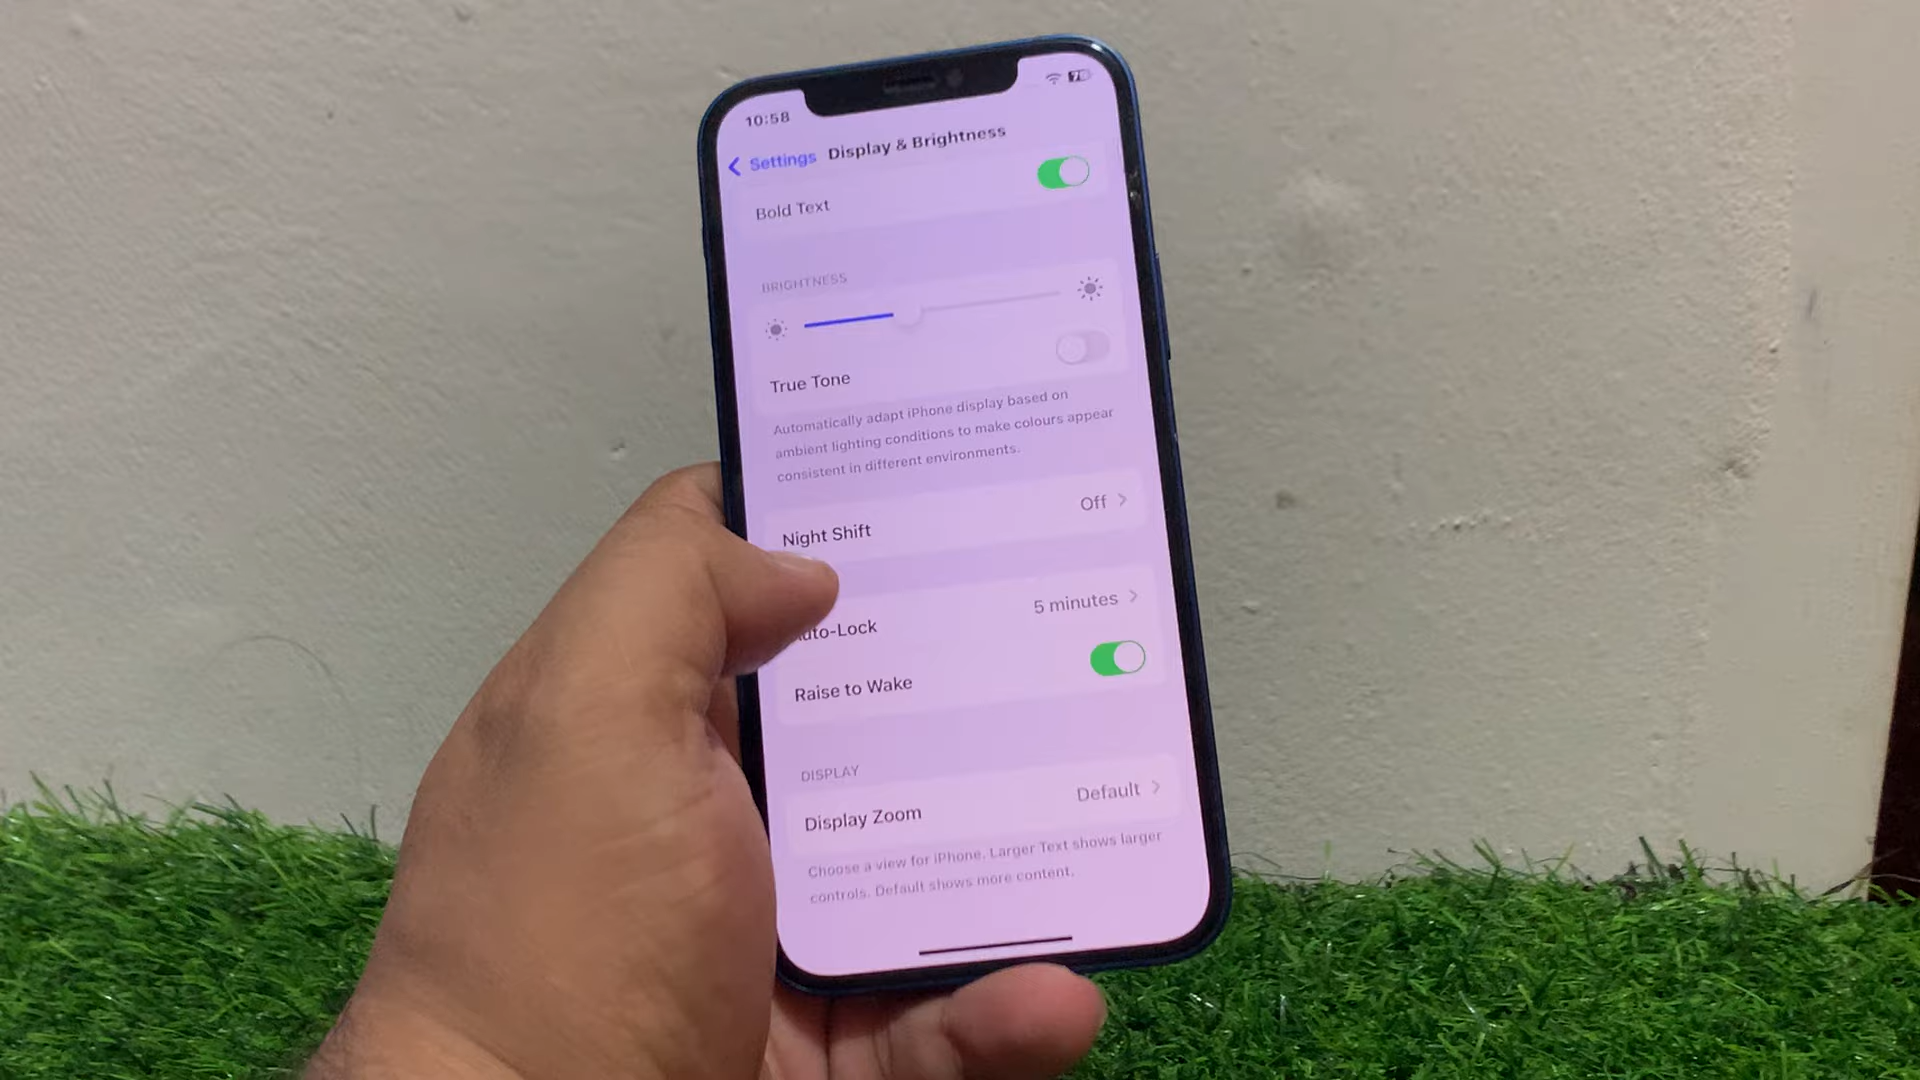 10:58
Settings Display & Brightness
Bold Text
BRIGHTNESS
True Tone
Automatically adapt iPhone display based on
ambient lighting conditions to make colours appear
consistent in different environments.
Night Shift Off
Auto-Lock 5 minutes
Raise to Wake
DISPLAY
Display Zoom Default
Choose a view for iPhone. Larger Text shows larger
controls. Default shows more content.